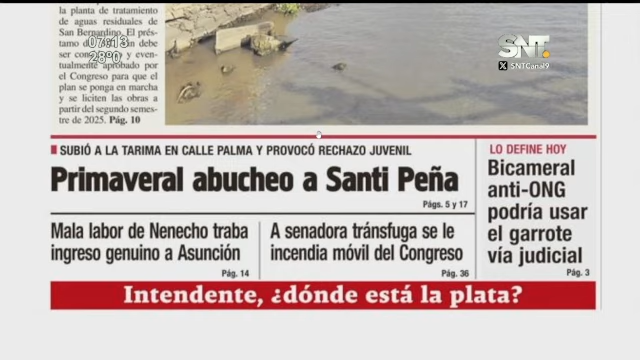 la planta de tratamiento
de aguas residuales de
San Bernardino. El prés-
07:13
28°0
ser
aprobado por
el Congreso para que el
plan se ponga en marcha
y se liciten las obras a
partir del segundo semes-
tre de 2025. Pág. 10
SNT
X SNTCanal9
SUBIÓ A LA TARIMA EN CALLE PALMA Y PROVOCÓ RECHAZO JUVENIL
Primaveral abucheo a Santi Peña
Págs. 5 y 17
Mala labor de Nenecho traba
ingreso genuino a Asunción
Pág. 14
A senadora tránsfuga se le
incendia móvil del Congreso
Pág. 36
LO DEFINE HOY
Bicameral
anti-ONG
podría usar
el garrote
vía judicial
Pág. 3
Intendente, ¿dónde está la plata?